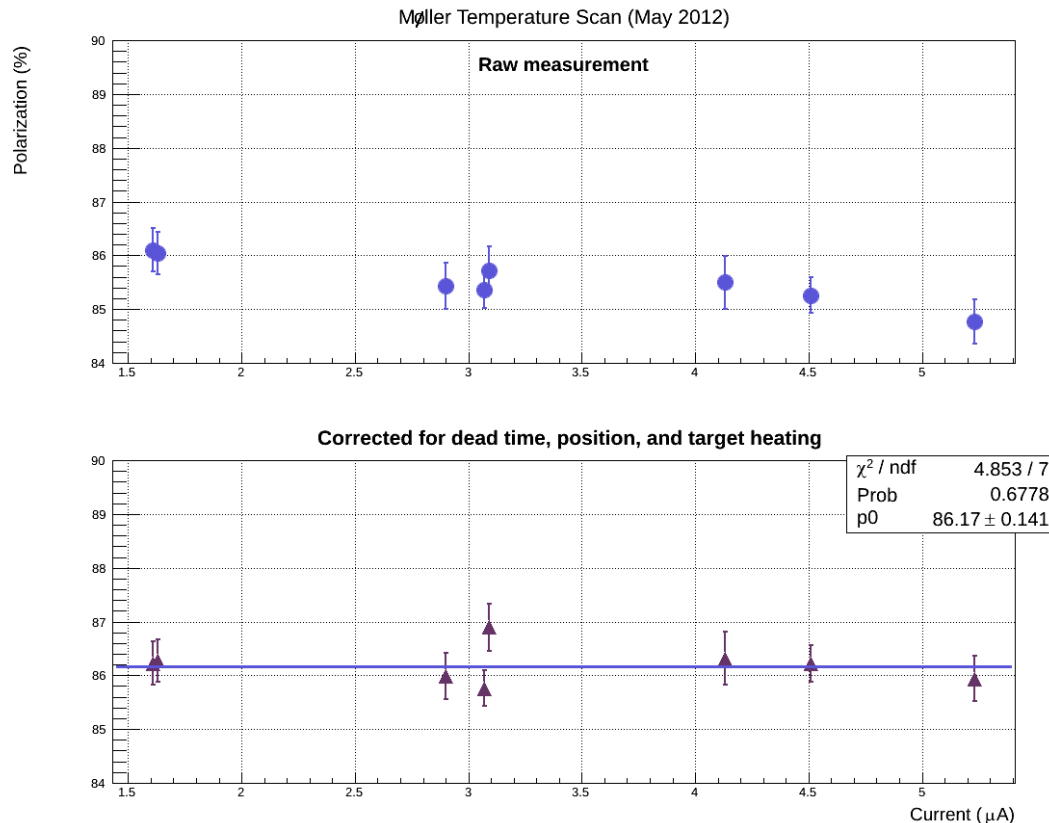 Møller Temperature Scan (May 2012)
Polarization (%)
Raw measurement
90
89
88
87
86
85
84
1.5 2 2.5 3 3.5 4 4.5 5
Corrected for dead time, position, and target heating
χ² / ndf 4.853 / 7
Prob 0.6778
p0 86.17 ± 0.141
90
89
88
87
86
85
84
1.5 2 2.5 3 3.5 4 4.5 5
Current (μA)